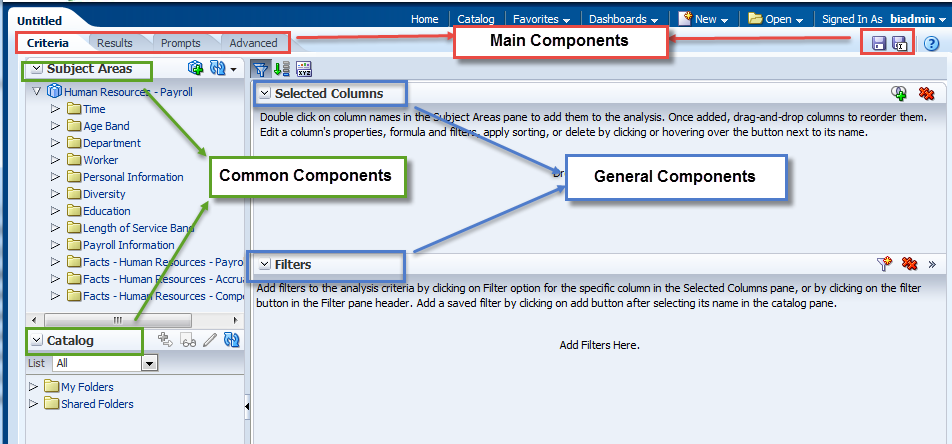 Untitled
Home Catalog Favorites Dashboards New Open Signed In As biadmin
Criteria Results Prompts Advanced
Main Components
Subject Areas
Human Resources - Payroll
Time
Age Band
Department
Worker
Personal Information
Diversity
Education
Length of Service Band
Payroll Information
Facts - Human Resources - Payro
Facts - Human Resources - Accru
Facts - Human Resources - Compe
Common Components
Catalog
List All
My Folders
Shared Folders
Selected Columns
Double click on column names in the Subject Areas pane to add them to the analysis. Once added, drag-and-drop columns to reorder them.
Edit a column's properties, formula and filters, apply sorting, or delete by clicking or hovering over the button next to its name.
General Components
Filters
Add filters to the analysis criteria by clicking on Filter option for the specific column in the Selected Columns pane, or by clicking on the filter
button in the Filter pane header. Add a saved filter by clicking on add button after selecting its name in the catalog pane.
Add Filters Here.